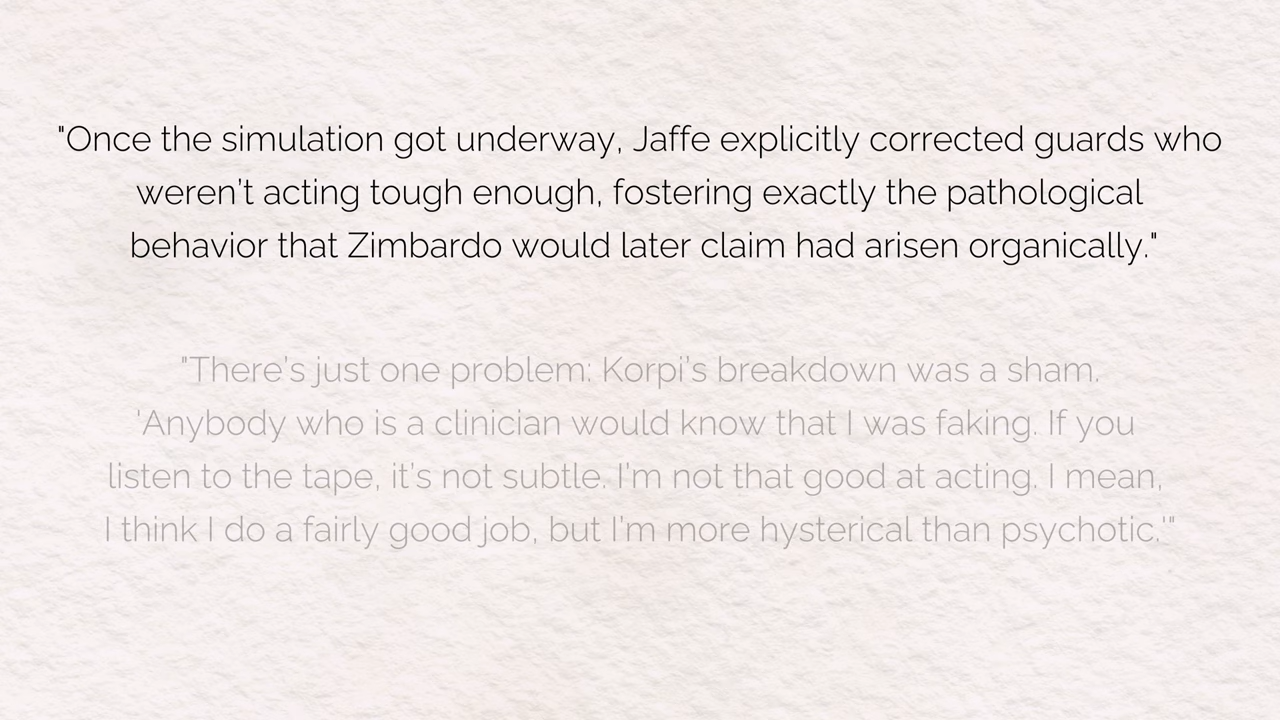 "Once the simulation got underway, Jaffe explicitly corrected guards who
weren't acting tough enough, fostering exactly the pathological
behavior that Zimbardo would later claim had arisen organically."
"There's just one problem: Korpi's breakdown was a sham.
'Anybody who is a clinician would know that I was faking. If you
listen to the tape, it's not subtle. I'm not that good at acting. I mean,
I think I do a fairly good job, but I'm more hysterical than psychotic.'"